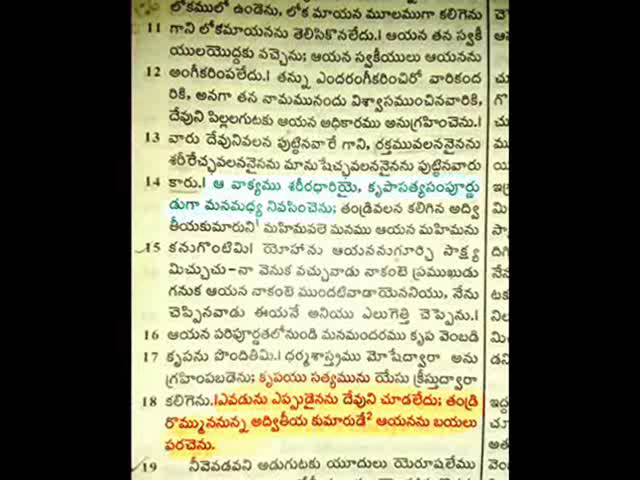 లోకములో ఉండెను, లోక మాయన మూలముగా కలిగెను
11 గాని లోకమాయనను తెలిసికొనలేదు.| ఆయన తన స్వకీ
యులయొద్దకు వచ్చెను; ఆయన స్వకీయులు ఆయనను
12 అంగీకరింపలేదు.| తన్ను ఎందరంగీకరించిరో వారికంద
రికి, అనగా తన నామమునందు విశ్వాసముంచినవారికి,
దేవుని పిల్లలగుటకు ఆయన అధికారము అనుగ్రహించెను.|
13 వారు దేవునివలన పుట్టినవారే గాని, రక్తమువలననైనను
శరీరేచ్ఛవలననైనను మానుషేచ్ఛవలననైనను పుట్టినవారు
14 కారు.| ఆ వాక్యము శరీరధారియై, కృపాసత్యసంపూర్ణు
డుగా మనమధ్య నివసించెను; తండ్రివలన కలిగిన అద్వి
తీయకుమారుని¹ మహిమవలె మనము ఆయన మహిమను
15 కనుగొంటిమి.| యోహాను ఆయననుగూర్చి సాక్ష్య
మిచ్చుచు–నా వెనుక వచ్చువాడు నాకంటె ప్రముఖుడు
గనుక ఆయన నాకంటె ముందటివాడాయెననియు, నేను
చెప్పినవాడు ఈయనే అనియు ఎలుగెత్తి చెప్పెను.|
16 ఆయన పరిపూర్ణతలోనుండి మనమందరము కృప వెంబడి
17 కృపను పొందితిమి.| ధర్మశాస్త్రము మోషేద్వారా అను
గ్రహింపబడెను; కృపయు సత్యమును యేసు క్రీస్తుద్వారా
18 కలిగెను.|ఎవడును ఎప్పుడైనను దేవుని చూడలేదు; తండ్రి
రొమ్ముననున్న అద్వితీయ కుమారుడే² ఆయనను బయలు
పరచెను.
19 నీవెవడవని అడుగుటకు యూదులు యెరూషలేము